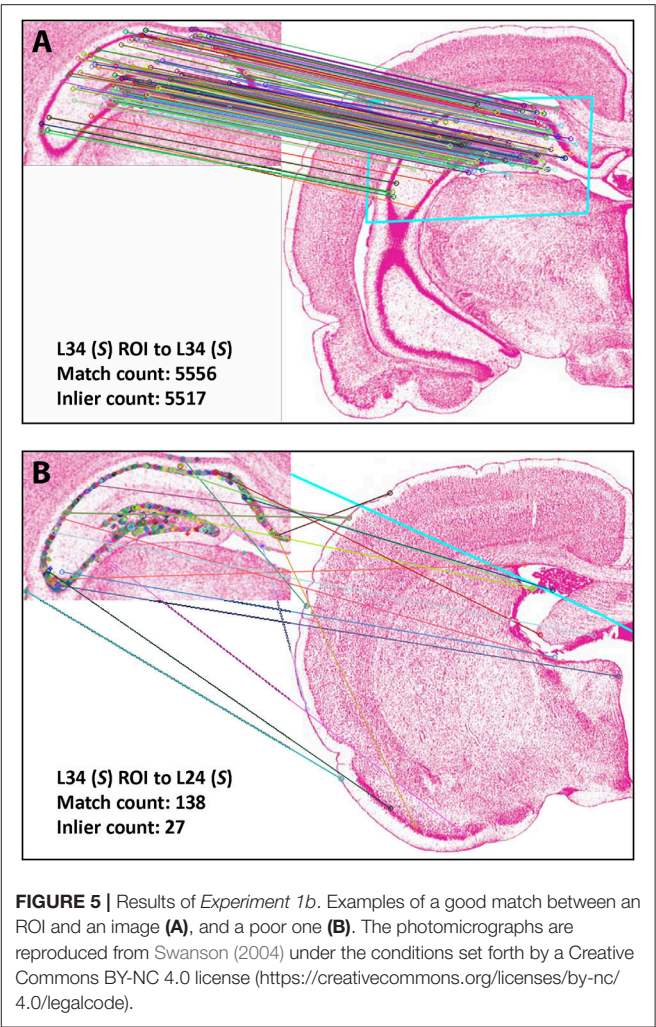 A
L34 (S) ROI to L34 (S)
Match count: 5556
Inlier count: 5517
B
L34 (S) ROI to L24 (S)
Match count: 138
Inlier count: 27
FIGURE 5 | Results of Experiment 1b. Examples of a good match between an
ROI and an image (A), and a poor one (B). The photomicrographs are
reproduced from Swanson (2004) under the conditions set forth by a Creative
Commons BY-NC 4.0 license (https://creativecommons.org/licenses/by-nc/
4.0/legalcode).